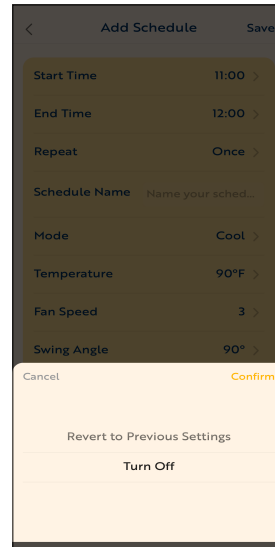 Add Schedule Save
Start Time 11:00
End Time 12:00
Repeat Once
Schedule Name Name your sched...
Mode Cool
Temperature 90°F
Fan Speed 3
Swing Angle 90°
Cancel Confirm
Revert to Previous Settings
Turn Off